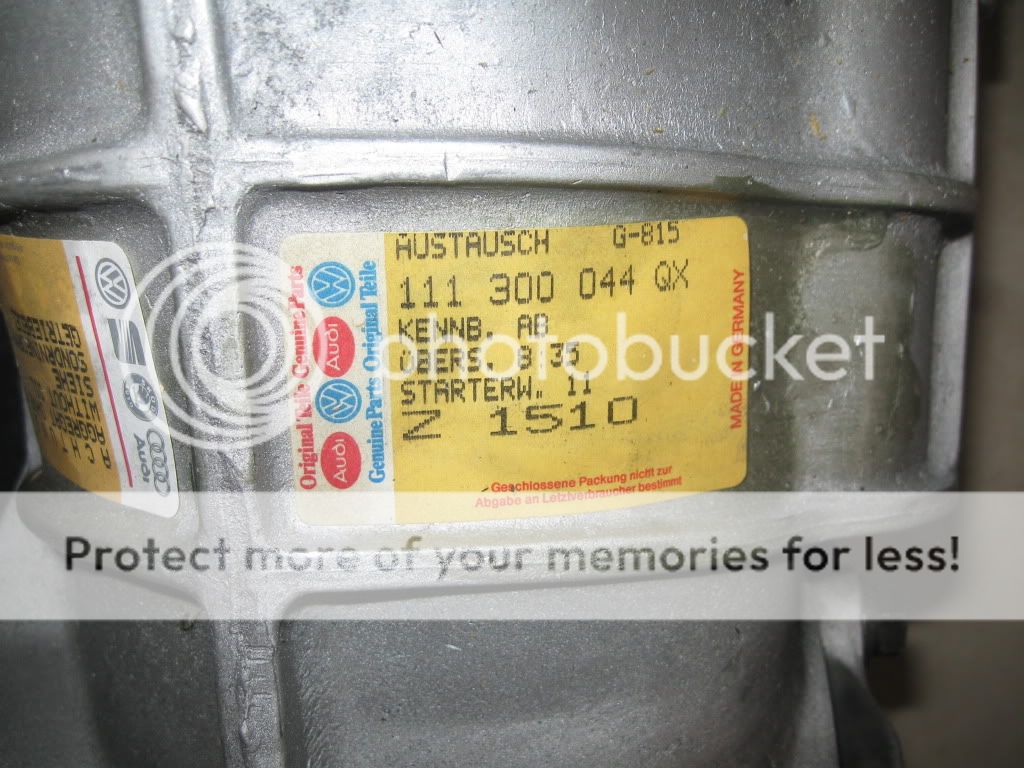 AUSTAUSCH G-815
111 300 044 QX
KENNB. AB
UBERS. 8:35
STARTERW. 11
Z 1510
Geschlossene Packung nicht zur
Abgabe an Letztverbraucher bestimmt
MADE IN GERMANY
Original Teile Genuine Parts
Genuine Parts Original Teile
Audi
Audi
Audi
photobucket
Protect more of your memories for less!